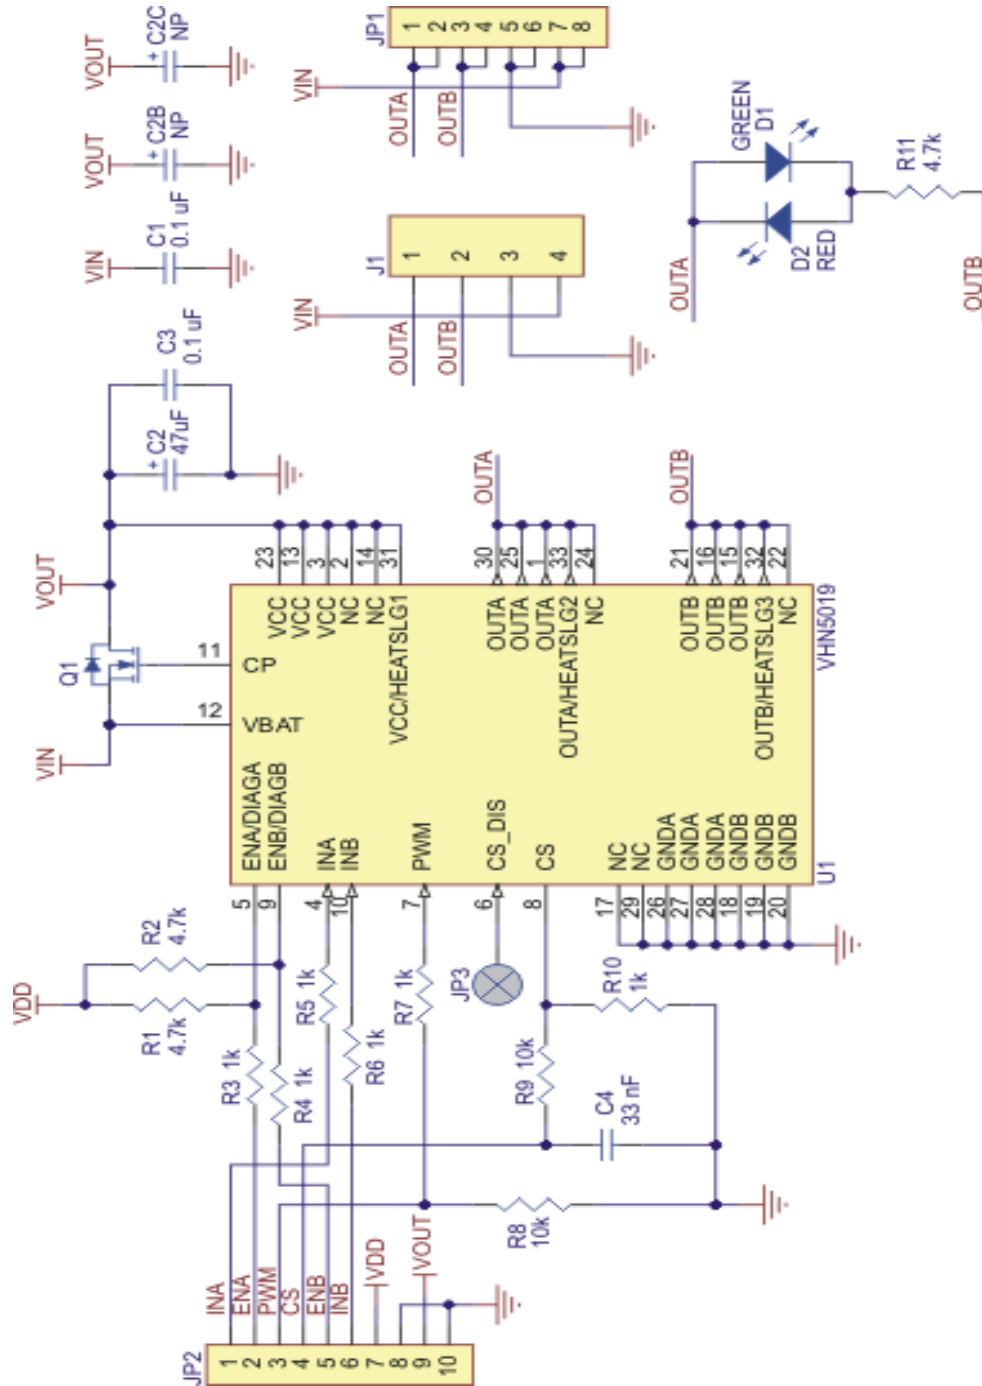 VOUT
+ C2C
NP
VOUT
+ C2B
NP
VIN
C1
0.1 uF
JP1
1
2
3
4
5
6
7
8
VIN
OUTA
OUTB
J1
1
2
3
4
VIN
OUTA
OUTB
GREEN
D1
D2
RED
R11
4.7k
OUTA
OUTB
C3
0.1 uF
+ C2
47uF
VOUT
Q1
VIN
11
CP
12
VBAT
23
VCC
13
VCC
3
VCC
2
NC
14
NC
31
VCC/HEATSLG1
30
OUTA
25
OUTA
1
OUTA
33
OUTA/HEATSLG2
24
NC
OUTA
21
OUTB
16
OUTB
15
OUTB
32
OUTB/HEATSLG3
22
NC
OUTB
VHN5019
U1
5
ENA/DIAGA
9
ENB/DIAGB
4
INA
10
INB
7
PWM
6
CS_DIS
8
CS
17
NC
29
NC
26
GNDA
27
GNDA
28
GNDA
18
GNDB
19
GNDB
20
GNDB
VDD
R2
4.7k
R1
4.7k
R3 1k
R4 1k
R5 1k
R6 1k
R7 1k
JP3
R9 10k
R10
1k
C4
33 nF
R8
10k
JP2
1
INA
2
ENA
3
PWM
4
CS
5
ENB
6
INB
7
VDD
8
9
VOUT
10